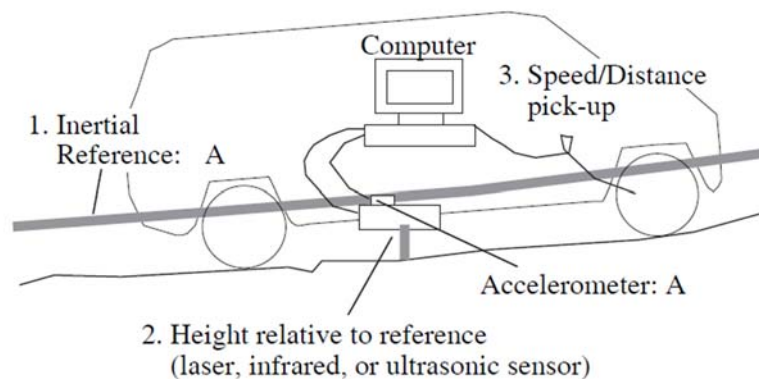 Computer
3. Speed/Distance
pick-up
1. Inertial
Reference: A
Accelerometer: A
2. Height relative to reference
(laser, infrared, or ultrasonic sensor)